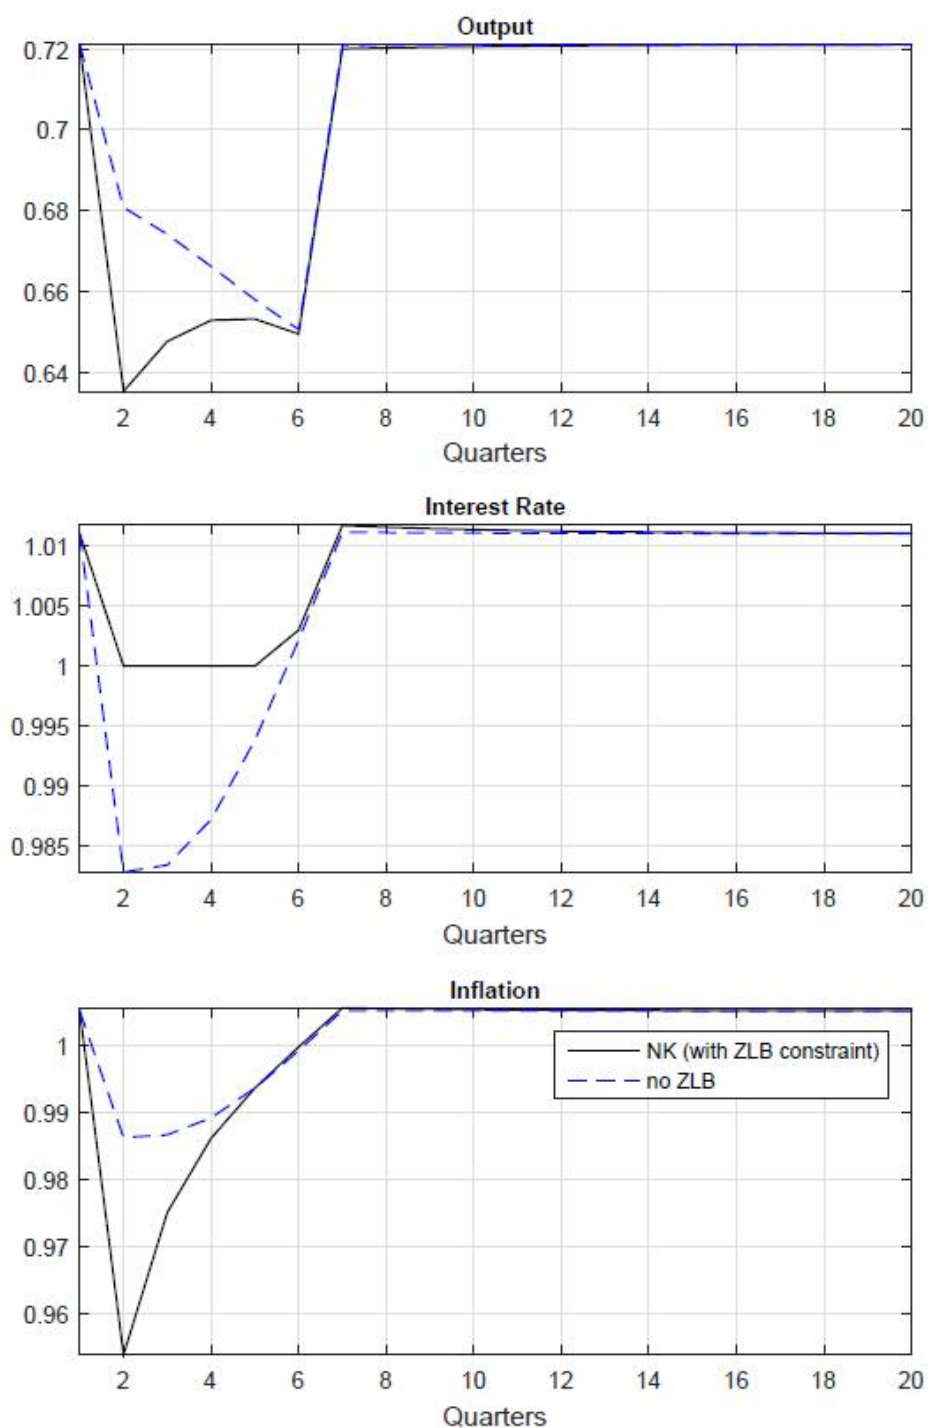 Output
0.72
0.7
0.68
0.66
0.64
2 4 6 8 10 12 14 16 18 20
Quarters
Interest Rate
1.01
1.005
1
0.995
0.99
0.985
2 4 6 8 10 12 14 16 18 20
Quarters
Inflation
1
0.99
0.98
0.97
0.96
NK (with ZLB constraint)
no ZLB
2 4 6 8 10 12 14 16 18 20
Quarters